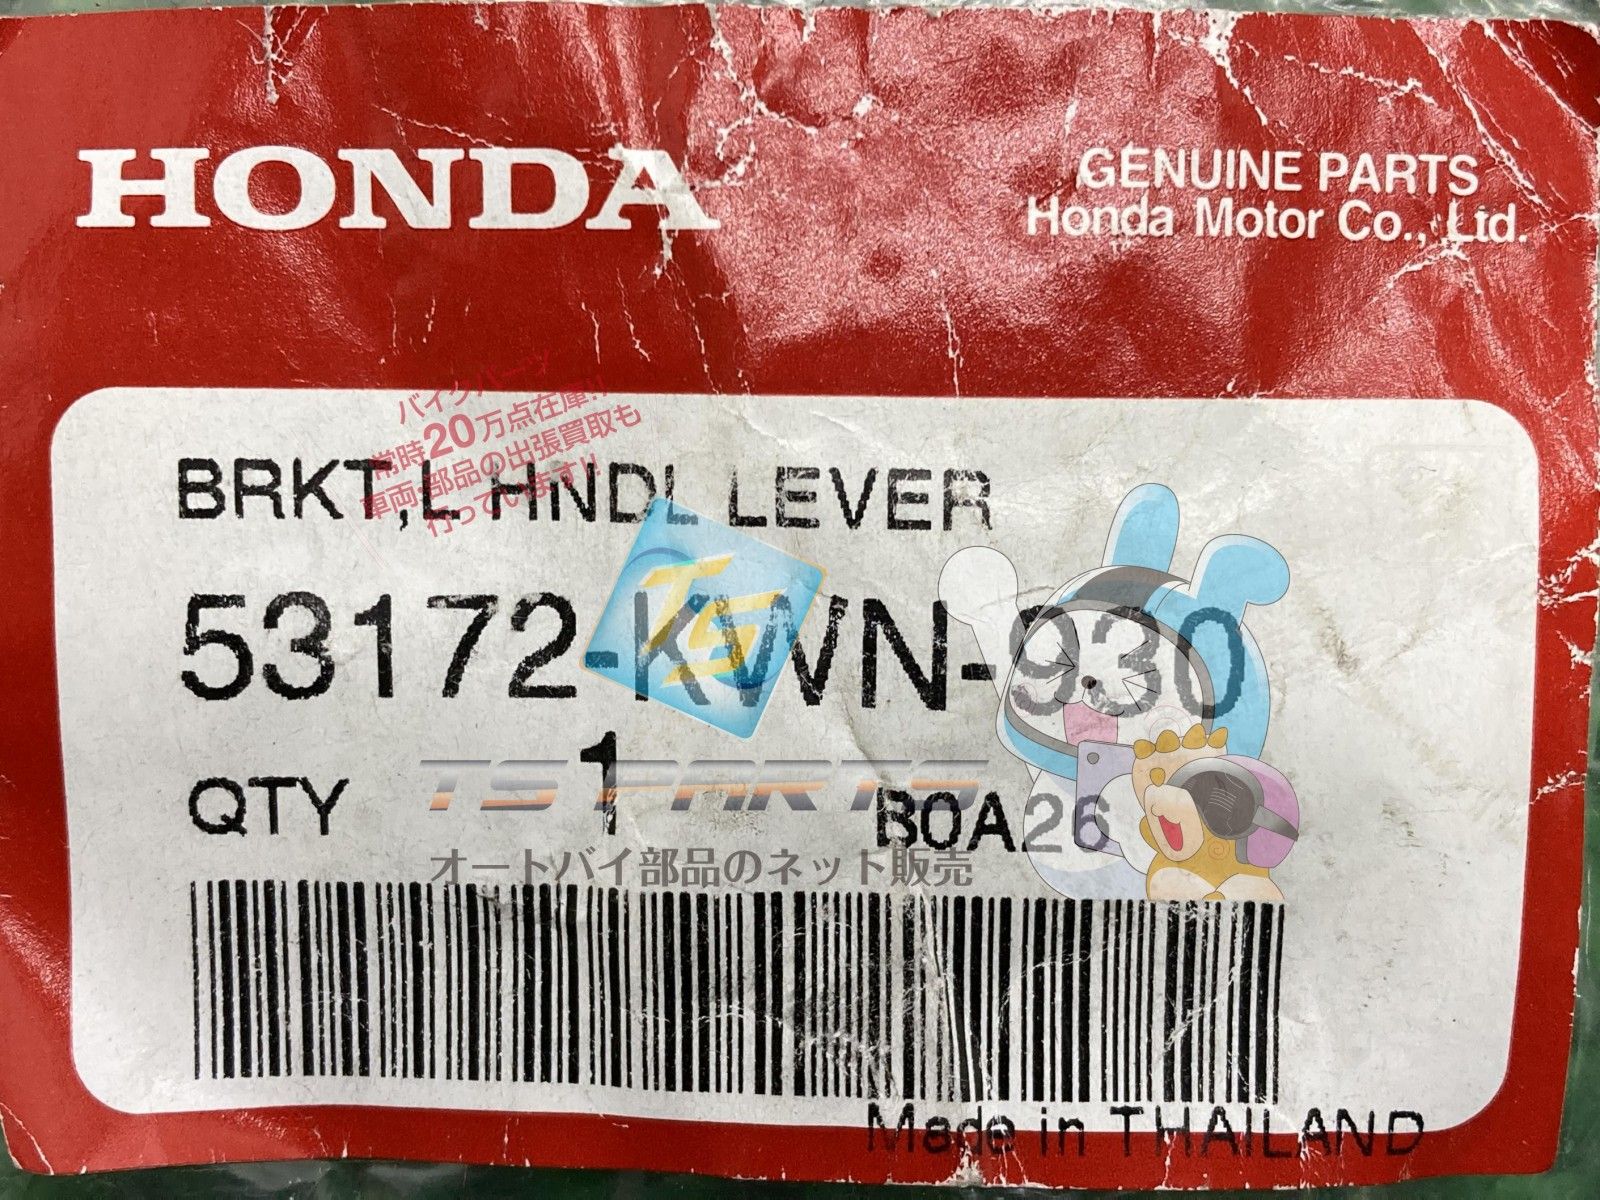 HONDA
GENUINE PARTS
Honda Motor Co., Ltd.
バイクパーツ
常時20万点在庫!!
車両・部品の出張買取も
行っています!!
BRKT,L HNDL LEVER
TS
53172-KWN-930
QTY 1 B0A26
TS PARTS
オートバイ部品のネット販売
Made in THAILAND